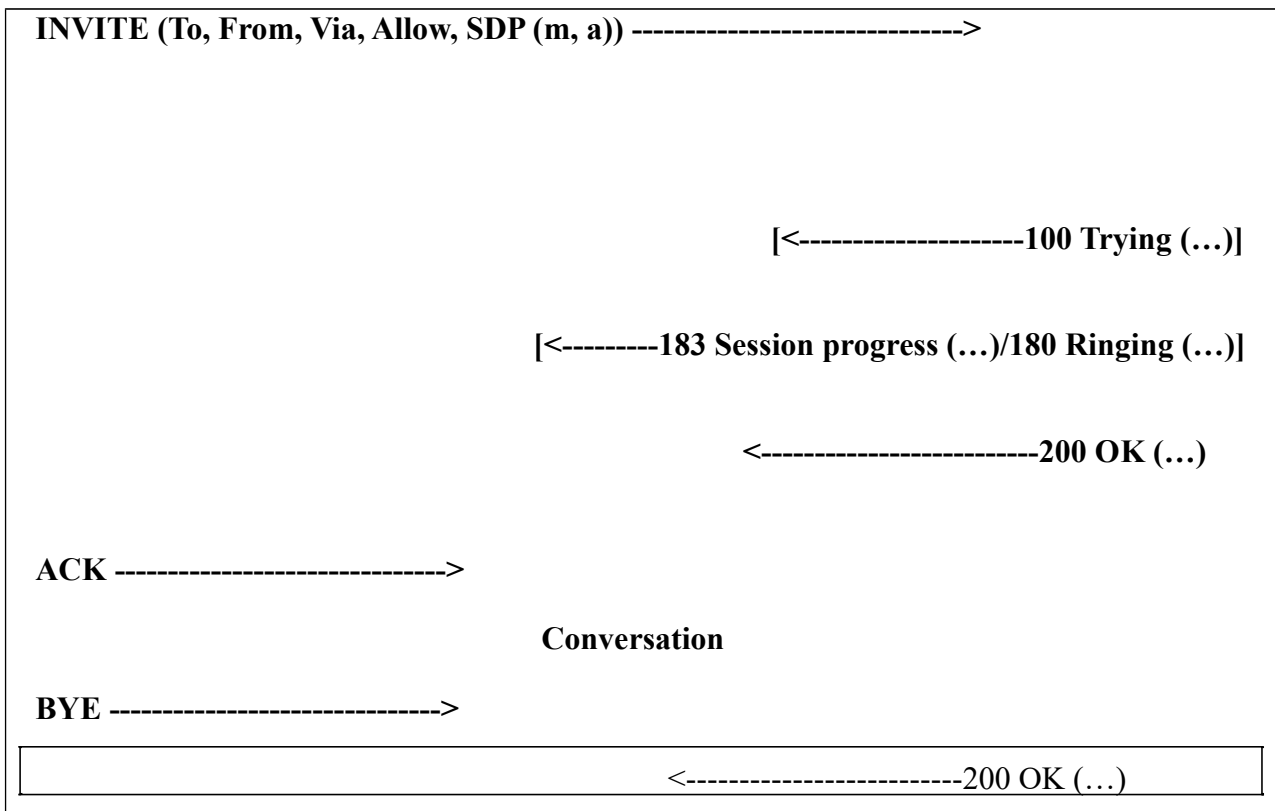 INVITE (To, From, Via, Allow, SDP (m, a)) ------------------------------->
[<---------------------100 Trying (…)]
[<---------183 Session progress (…)/180 Ringing (…)]
<--------------------------200 OK (…)
ACK ------------------------------->
Conversation
BYE ------------------------------->
<--------------------------200 OK (…)